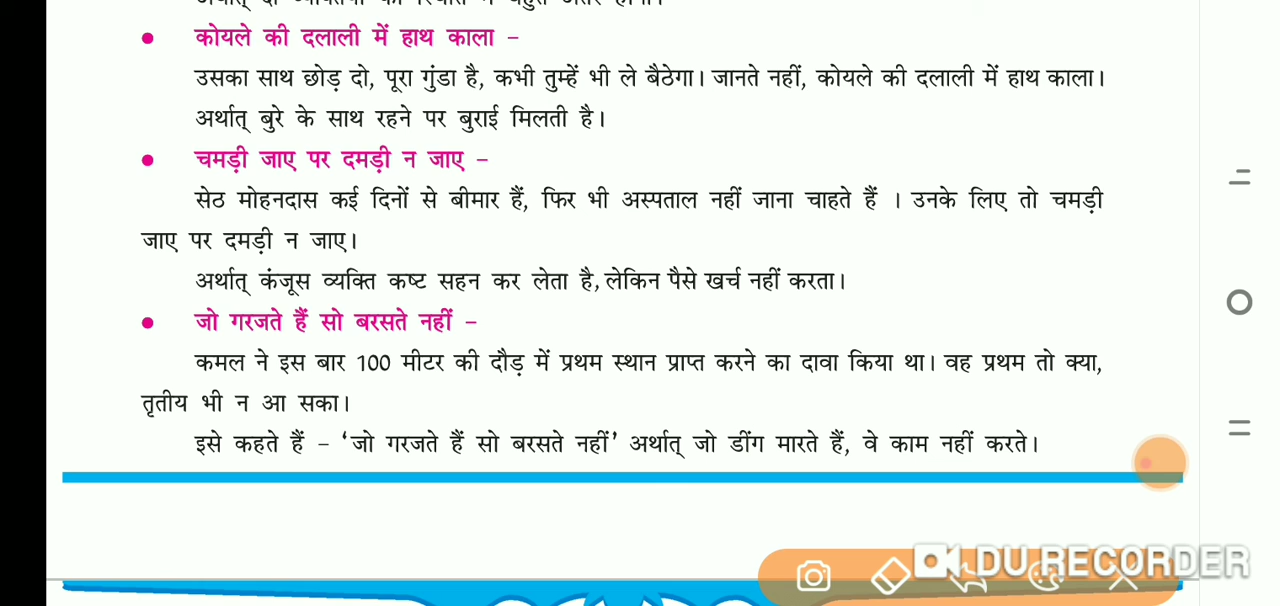 • कोयले की दलाली में हाथ काला –
उसका साथ छोड़ दो, पूरा गुंडा है, कभी तुम्हें भी ले बैठेगा। जानते नहीं, कोयले की दलाली में हाथ काला।
अर्थात् बुरे के साथ रहने पर बुराई मिलती है।
• चमड़ी जाए पर दमड़ी न जाए –
सेठ मोहनदास कई दिनों से बीमार हैं, फिर भी अस्पताल नहीं जाना चाहते हैं । उनके लिए तो चमड़ी
जाए पर दमड़ी न जाए।
अर्थात् कंजूस व्यक्ति कष्ट सहन कर लेता है, लेकिन पैसे खर्च नहीं करता।
• जो गरजते हैं सो बरसते नहीं –
कमल ने इस बार 100 मीटर की दौड़ में प्रथम स्थान प्राप्त करने का दावा किया था। वह प्रथम तो क्या,
तृतीय भी न आ सका।
इसे कहते हैं – ‘जो गरजते हैं सो बरसते नहीं’ अर्थात् जो डींग मारते हैं, वे काम नहीं करते।
DU RECORDER